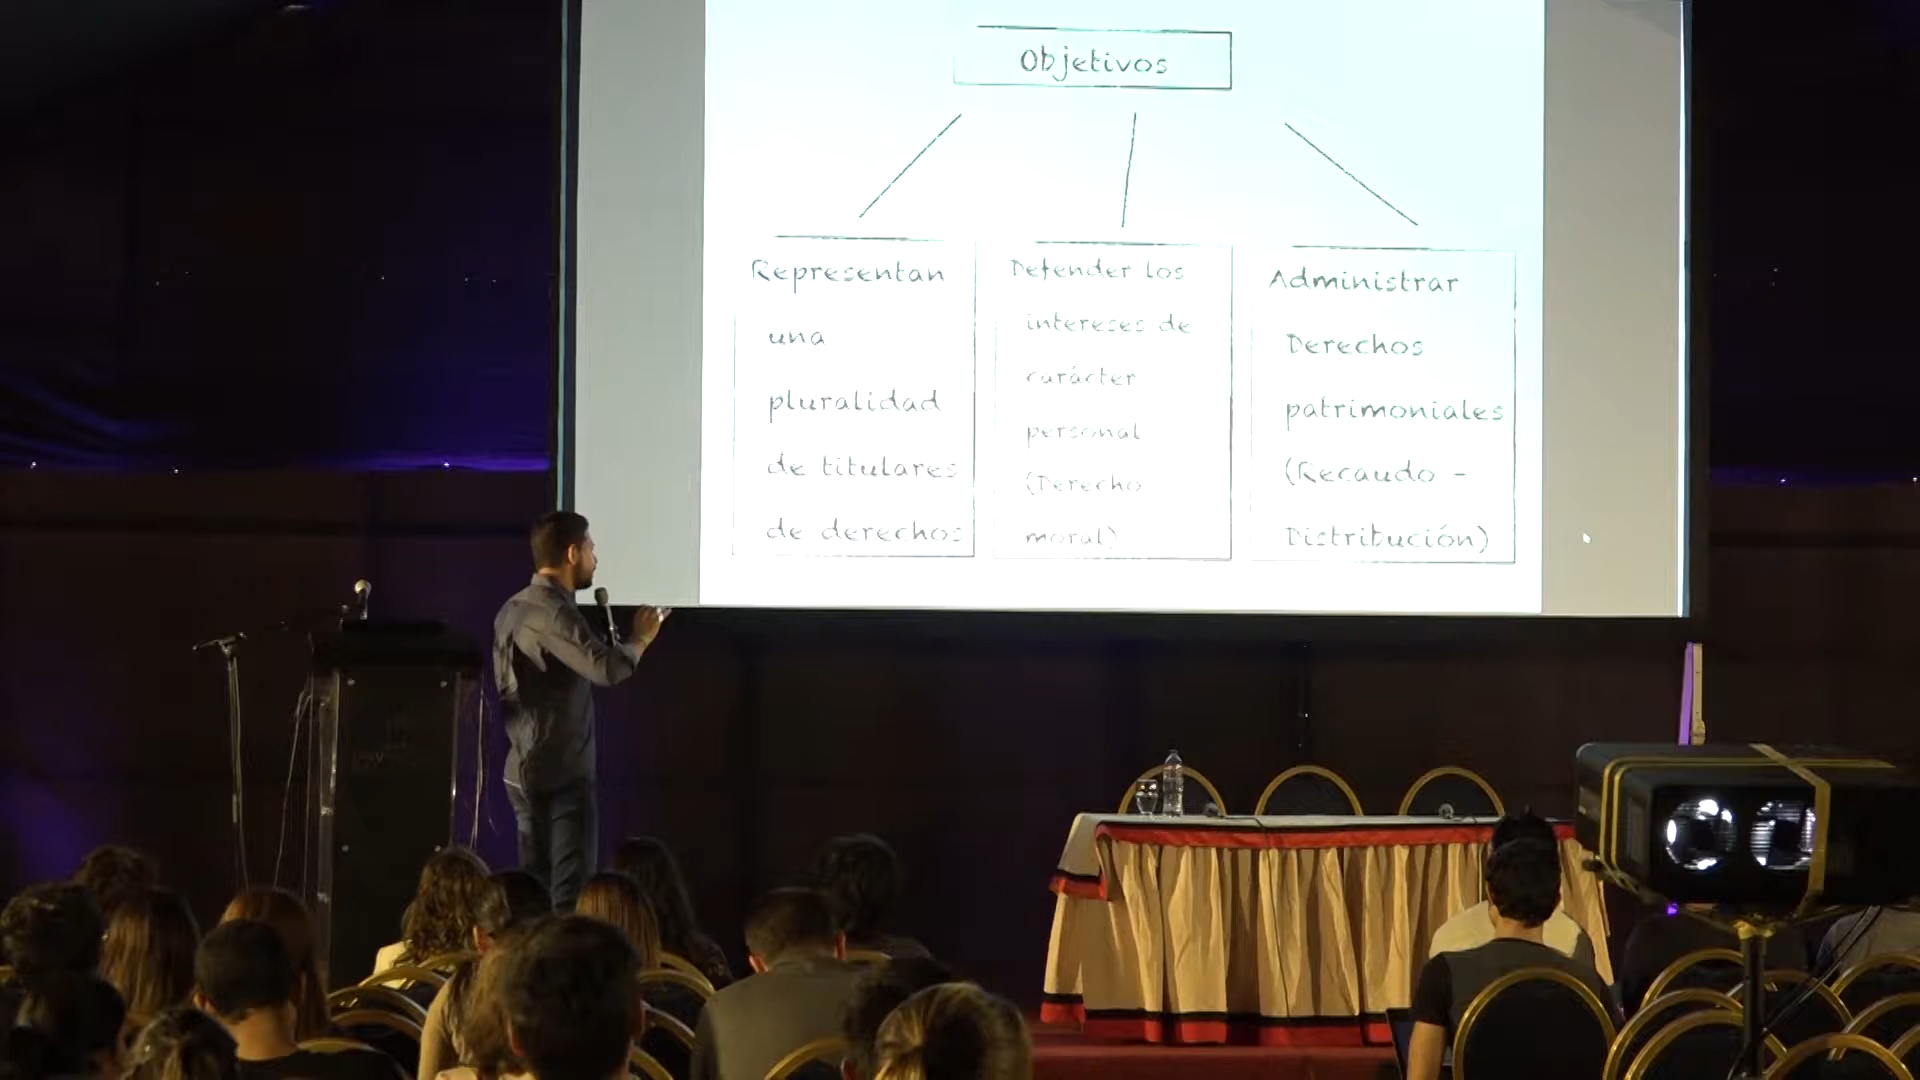 Objetivos
Representan
una
pluralidad
de titulares
de derechos
Defender los
intereses de
carácter
personal
(Derecho
moral)
Administrar
Derechos
patrimoniales
(Recaudo -
Distribución)